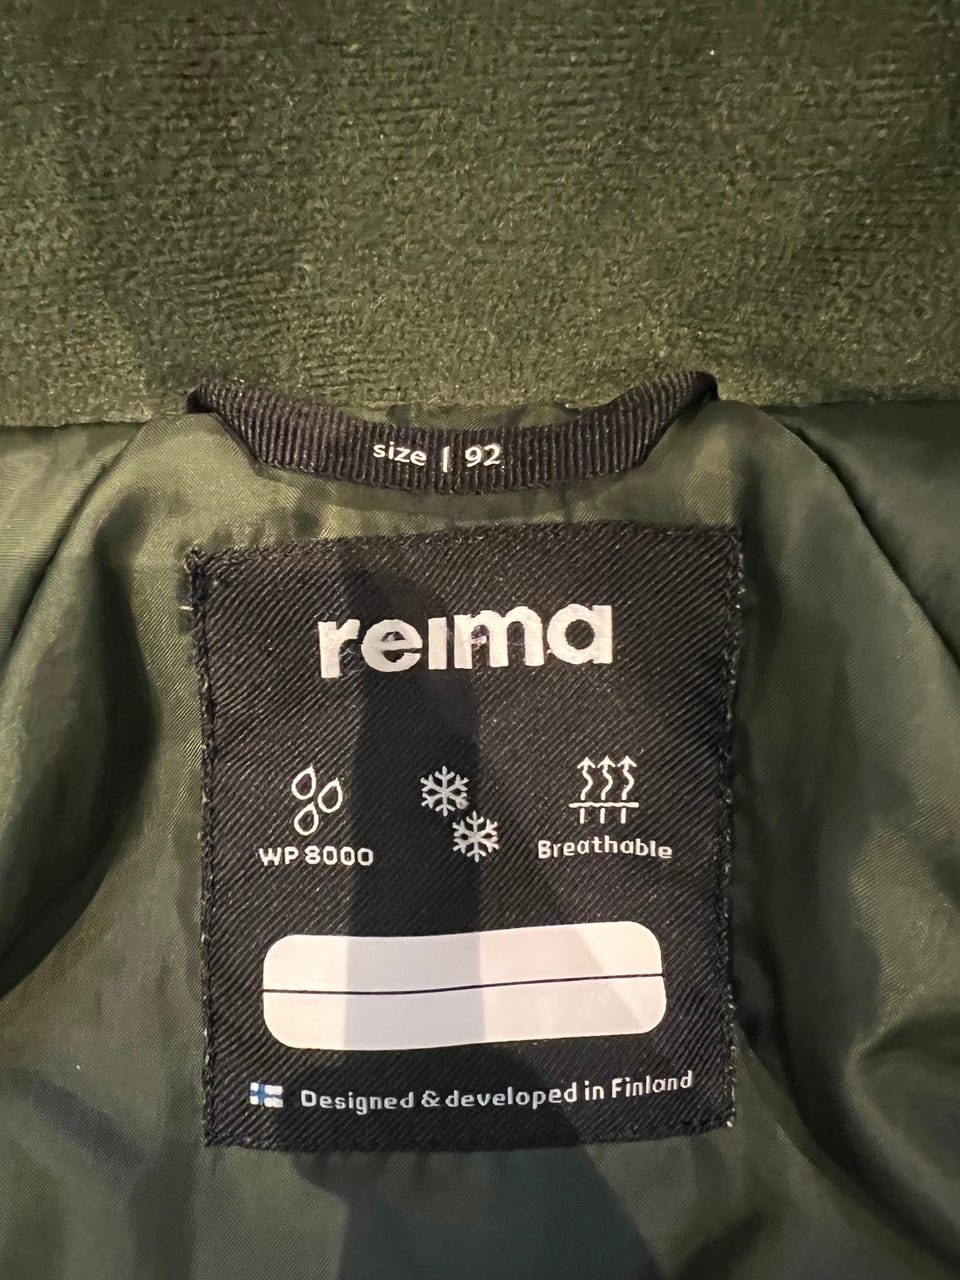 size | 92
reima
WP 8000
Breathable
Designed & developed in Finland